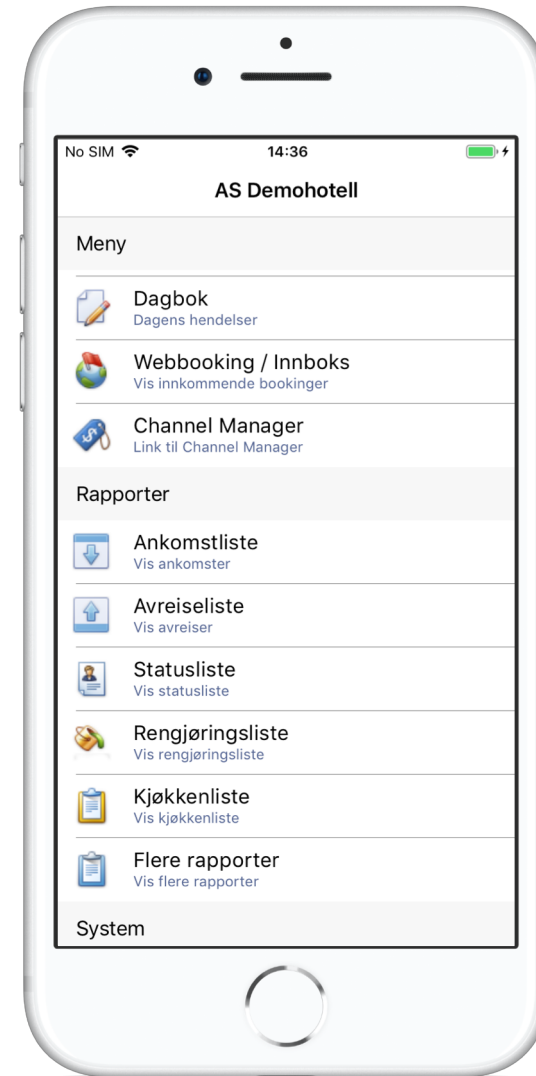 No SIM 14:36
AS Demohotell
Meny
Dagbok
Dagens hendelser
Webbooking / Innboks
Vis innkommende bookinger
Channel Manager
Link til Channel Manager
Rapporter
Ankomstliste
Vis ankomster
Avreiseliste
Vis avreiser
Statusliste
Vis statusliste
Rengjøringsliste
Vis rengjøringsliste
Kjøkkenliste
Vis kjøkkenliste
Flere rapporter
Vis flere rapporter
System